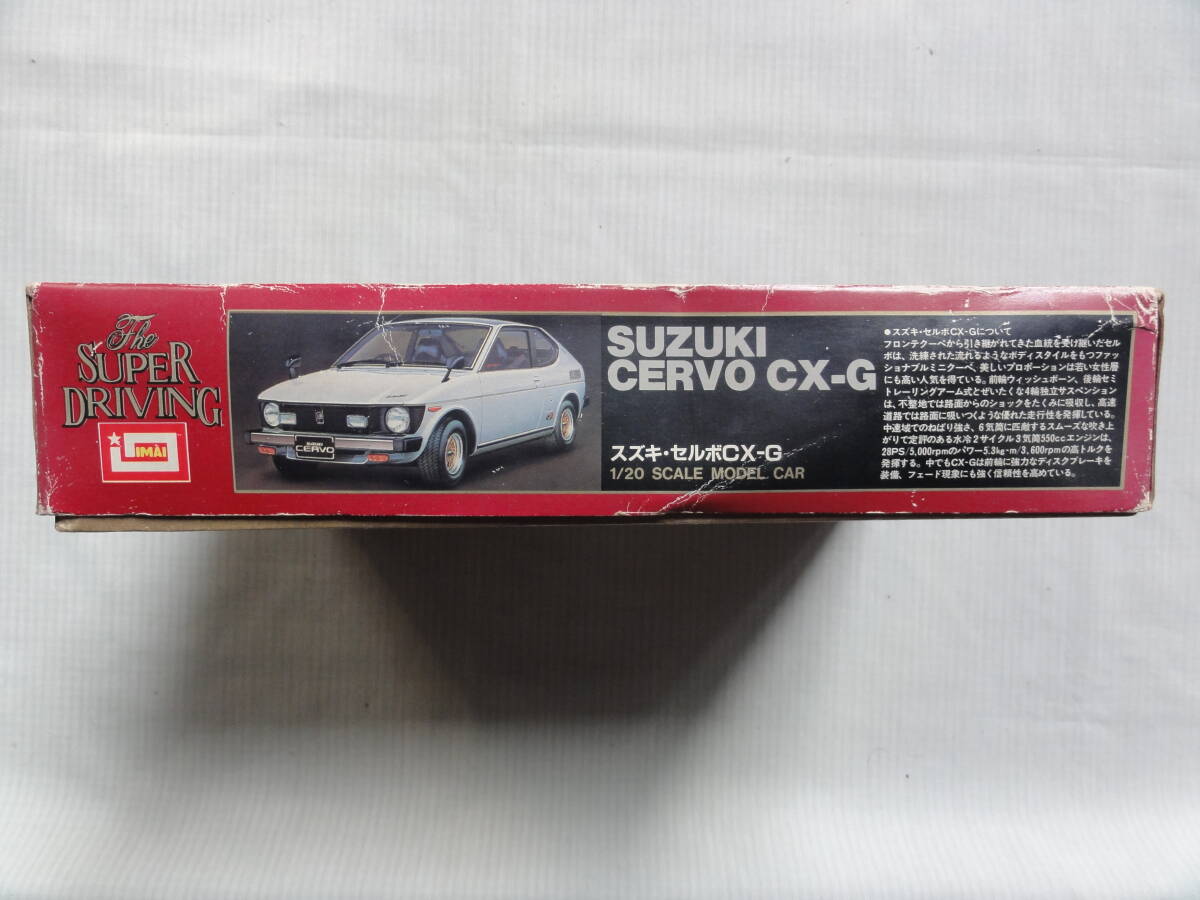 The
SUPER
DRIVING
IMAI
SUZUKI
CERVO
SUZUKI
CERVO CX-G
スズキ・セルボCX-G
1/20 SCALE MODEL CAR
●スズキ・セルボCX-Gについて
フロンテクーペから引き継がれてきた血統を受け継いだセル
ボは、洗練された流れるようなボディスタイルをもつファッ
ショナブルミニクーペ、美しいプロポーションは若い女性層
にも高い人気を得ている。前輪ウィッシュボーン、後輪セミ
トレーリングアーム式とぜいたくな4輪独立サスペンション
は、不整地では路面からのショックをたくみに吸収し、高速
道路では路面に吸いつくような優れた走行性を発揮している。
中速域でのねばり強さ、6気筒に匹敵するスムーズな吹き上
がりで定評のある水冷2サイクル3気筒550ccエンジンは、
28PS/5,000rpmのパワー5.3kg-m/3,600rpmの高トルクを
発揮する。中でもCX-Gは前輪に強力なディスクブレーキを
装備、フェード現象にも強く信頼性を高めている。